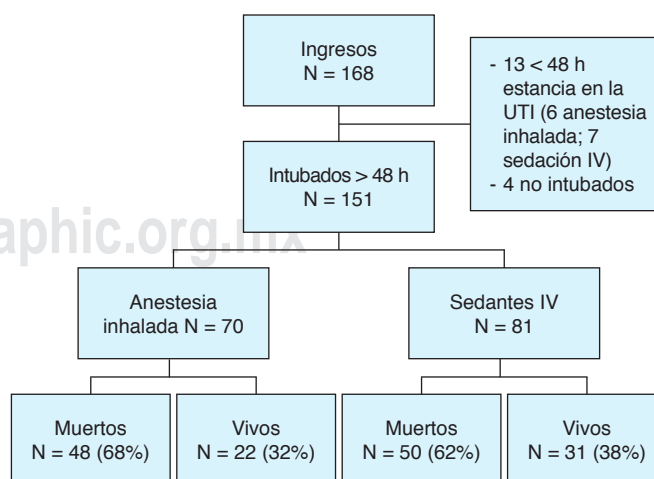 Ingresos
N = 168
- 13 < 48 h
estancia en la
UTI (6 anestesia
inhalada; 7
sedación IV)
- 4 no intubados
Intubados > 48 h
N = 151
aphic.org.mx
Anestesia
inhalada N = 70
Sedantes IV
N = 81
Muertos
N = 48 (68%)
Vivos
N = 22 (32%)
Muertos
N = 50 (62%)
Vivos
N = 31 (38%)